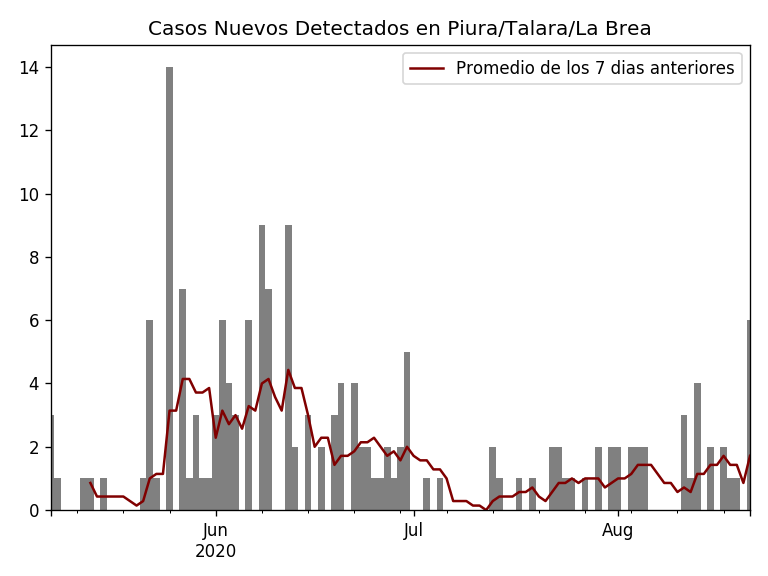 Casos Nuevos Detectados en Piura/Talara/La Brea
Promedio de los 7 dias anteriores
14
12
10
8
6
4
2
0
Jun
2020
Jul
Aug